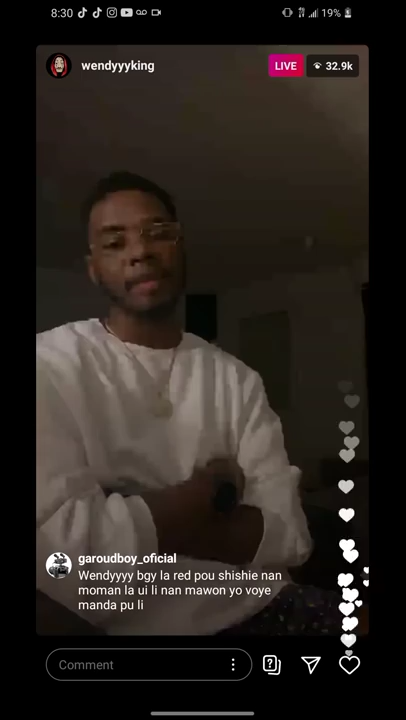 8:30 19%
wendyyyking LIVE 32.9k
garoudboy_oficial
Wendyyyy bgy la red pou shishie nan
moman la ui li nan mawon yo voye
manda pu li
Comment